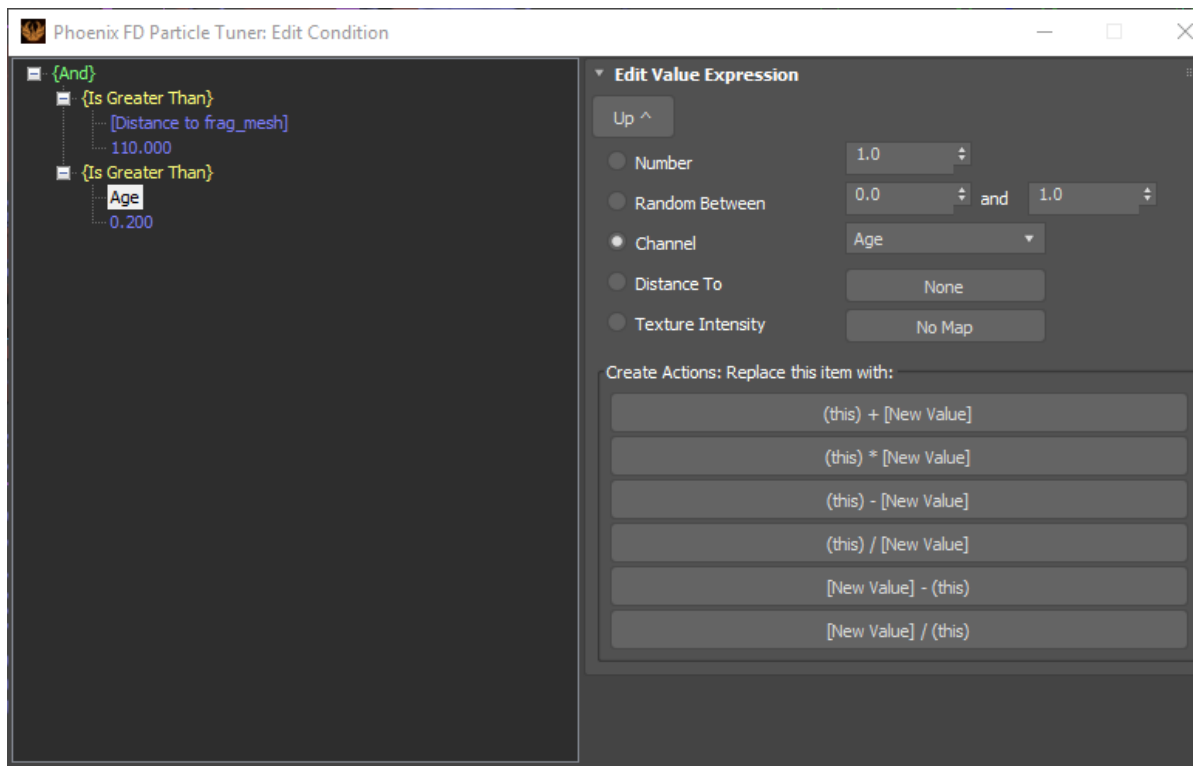 Phoenix FD Particle Tuner: Edit Condition
{And}
{Is Greater Than}
[Distance to frag_mesh]
110.000
{Is Greater Than}
Age
0.200
Edit Value Expression
Up ^
Number 1.0
Random Between 0.0 and 1.0
Channel Age
Distance To None
Texture Intensity No Map
Create Actions: Replace this item with:
(this) + [New Value]
(this) * [New Value]
(this) - [New Value]
(this) / [New Value]
[New Value] - (this)
[New Value] / (this)